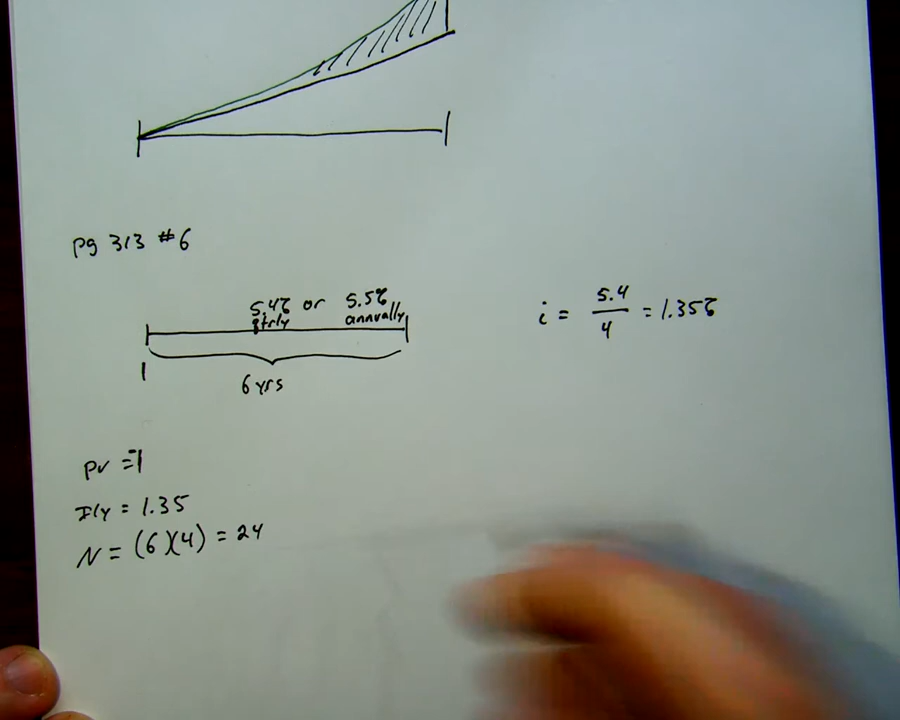 pg 313 #6
5.4% or 5.5%
qtrly annually
i = 5.4 / 4 = 1.35%
1
6 yrs
PV = -1
I/Y = 1.35
N = (6)(4) = 24